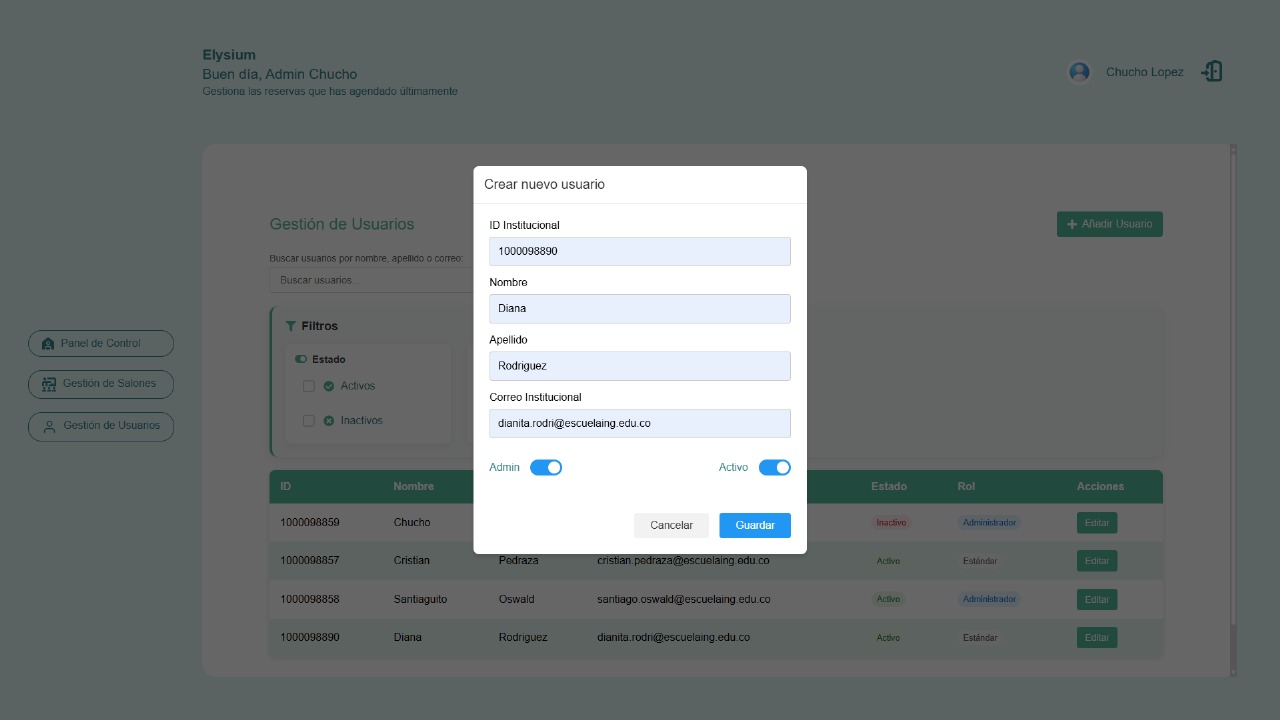 Elysium
Buen día, Admin Chucho
Gestiona las reservas que has agendado últimamente
Chucho Lopez
Panel de Control
Gestión de Salones
Gestión de Usuarios
Gestión de Usuarios
Añadir Usuario
Buscar usuarios por nombre, apellido o correo:
Buscar usuarios...
Filtros
Estado
Activos
Inactivos
Crear nuevo usuario
ID Institucional
1000098890
Nombre
Diana
Apellido
Rodriguez
Correo Institucional
dianita.rodri@escuelaing.edu.co
Admin Activo
Cancelar Guardar
ID Nombre Estado Rol Acciones
1000098859 Chucho Inactivo Administrador Editar
1000098857 Cristian Pedraza cristian.pedraza@escuelaing.edu.co Activo Estándar Editar
1000098858 Santiaguito Oswald santiago.oswald@escuelaing.edu.co Activo Administrador Editar
1000098890 Diana Rodriguez dianita.rodri@escuelaing.edu.co Activo Estándar Editar